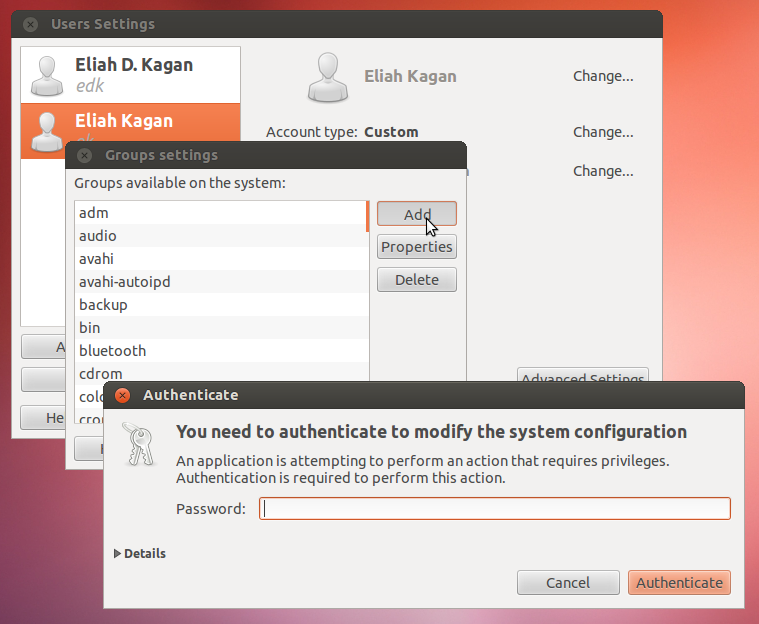 Users Settings
Eliah D. Kagan
edk
Eliah Kagan
Eliah Kagan
Change...
Account type: Custom
Change...
Change...
Groups settings
Groups available on the system:
adm
audio
avahi
avahi-autoipd
backup
bin
bluetooth
cdrom
Add
Properties
Delete
Advanced Settings
He
Authenticate
You need to authenticate to modify the system configuration
An application is attempting to perform an action that requires privileges.
Authentication is required to perform this action.
Password:
Details
Cancel
Authenticate